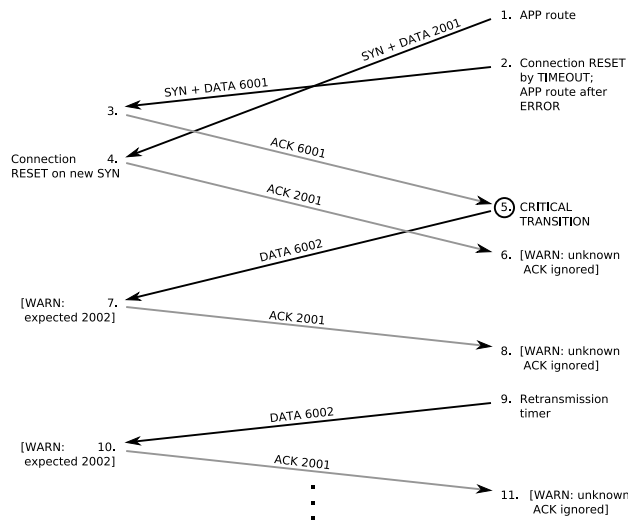 1. APP route
SYN + DATA 2001
2. Connection RESET
by TIMEOUT;
APP route after
ERROR
SYN + DATA 6001
3.
ACK 6001
Connection 4.
RESET on new SYN
ACK 2001
5. CRITICAL
TRANSITION
DATA 6002
6. [WARN: unknown
ACK ignored]
[WARN: 7.
expected 2002]
ACK 2001
8. [WARN: unknown
ACK ignored]
9. Retransmission
timer
DATA 6002
[WARN: 10.
expected 2002]
ACK 2001
11. [WARN: unknown
ACK ignored]